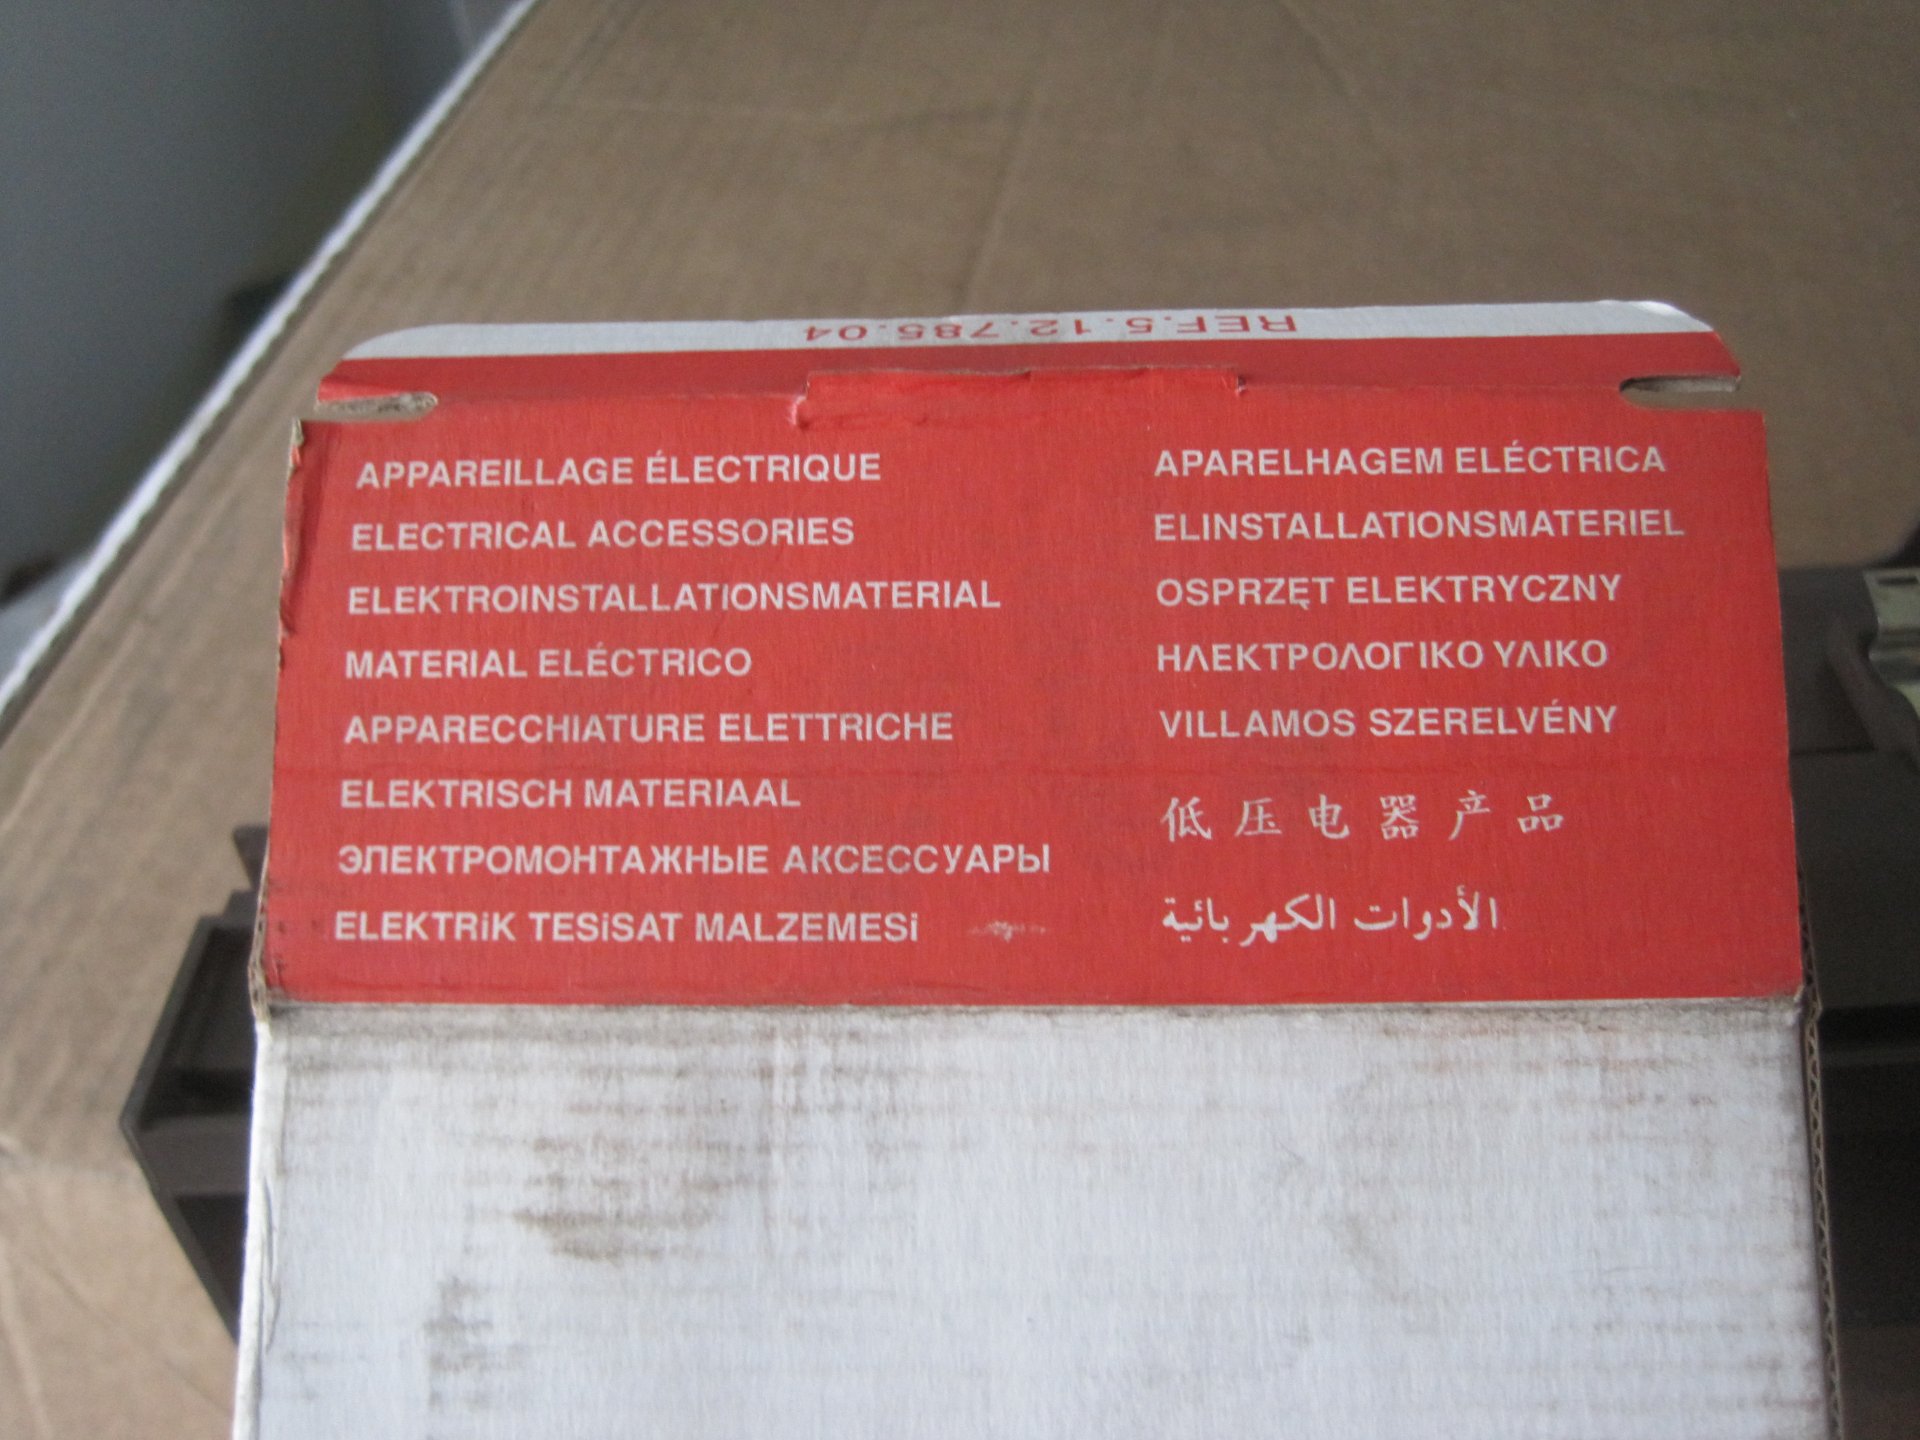 REF.5.12.785.04
APPAREILLAGE ÉLECTRIQUE
ELECTRICAL ACCESSORIES
ELEKTROINSTALLATIONSMATERIAL
MATERIAL ELÉCTRICO
APPARECCHIATURE ELETTRICHE
ELEKTRISCH MATERIAAL
ЭЛЕКТРОМОНТАЖНЫЕ АКСЕССУАРЫ
ELEKTRiK TESiSAT MALZEMESi
APARELHAGEM ELÉCTRICA
ELINSTALLATIONSMATERIEL
OSPRZĘT ELEKTRYCZNY
ΗΛΕΚΤΡΟΛΟΓΙΚΟ ΥΛΙΚΟ
VILLAMOS SZERELVÉNY
低压电器产品
الأدوات الكهربائية